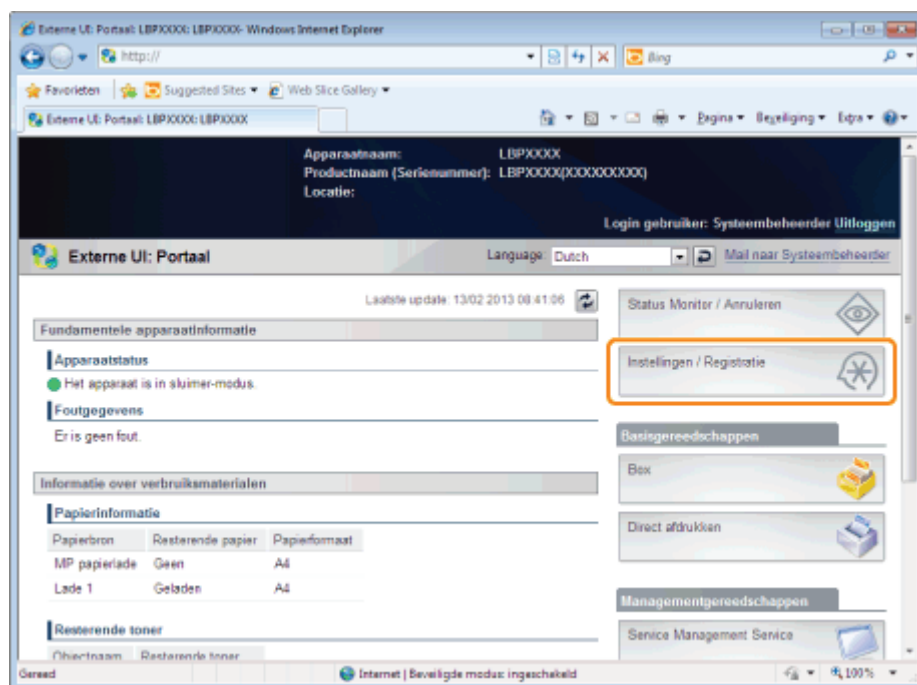 Externe UI: Portaal: LBPXXXX: LBPXXXX- Windows Internet Explorer
http://
Bing
Favorieten
Suggested Sites
Web Slice Gallery
Externe UI: Portaal: LBPXXXX: LBPXXXX
Pagina
Beveiliging
Extra
Apparaatnaam: LBPXXXX
Productnaam (Serienummer): LBPXXXX(XXXXXXXXXX)
Locatie:
Login gebruiker: Systeembeheerder Uitloggen
Externe UI: Portaal
Language: Dutch
Mail naar Systeembeheerder
Laatste update: 13/02 2013 08:41:06
Fundamentele apparaatinformatie
Apparaatstatus
Het apparaat is in sluimer-modus.
Foutgegevens
Er is geen fout.
Informatie over verbruiksmaterialen
Papierinformatie
Papierbron Resterende papier Papierformaat
MP papierlade Geen A4
Lade 1 Geladen A4
Resterende toner
Objectnaam Resterende toner
Status Monitor / Annuleren
Instellingen / Registratie
Basisgereedschappen
Box
Direct afdrukken
Managementgereedschappen
Service Management Service
Gereed
Internet | Beveiligde modus: ingeschakeld
100%